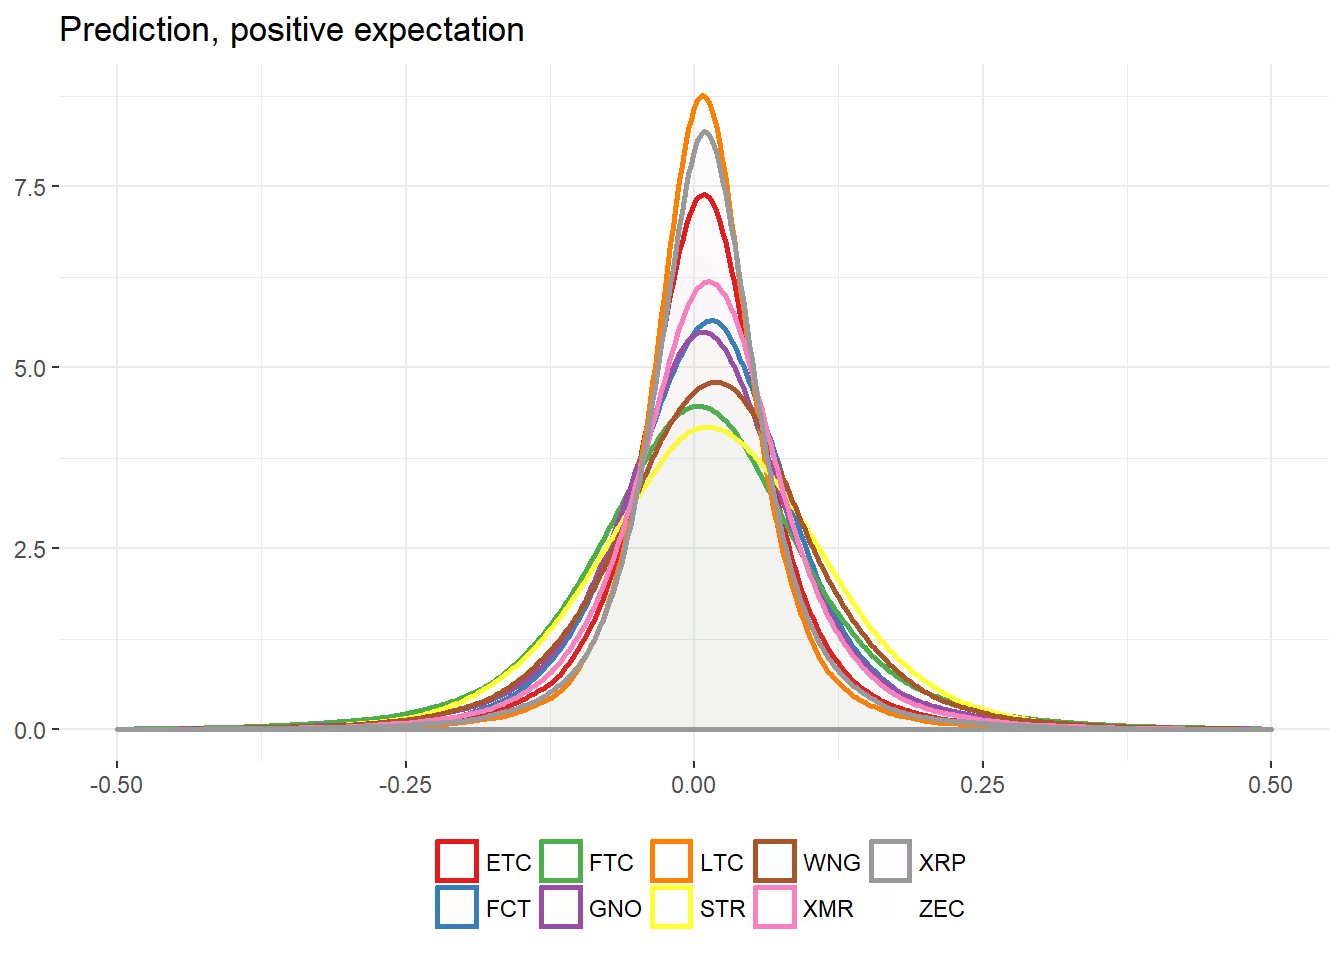 Prediction, positive expectation
7.5
5.0
2.5
0.0
-0.50 -0.25 0.00 0.25 0.50
ETC FTC LTC WNG XRP
FCT GNO STR XMR ZEC